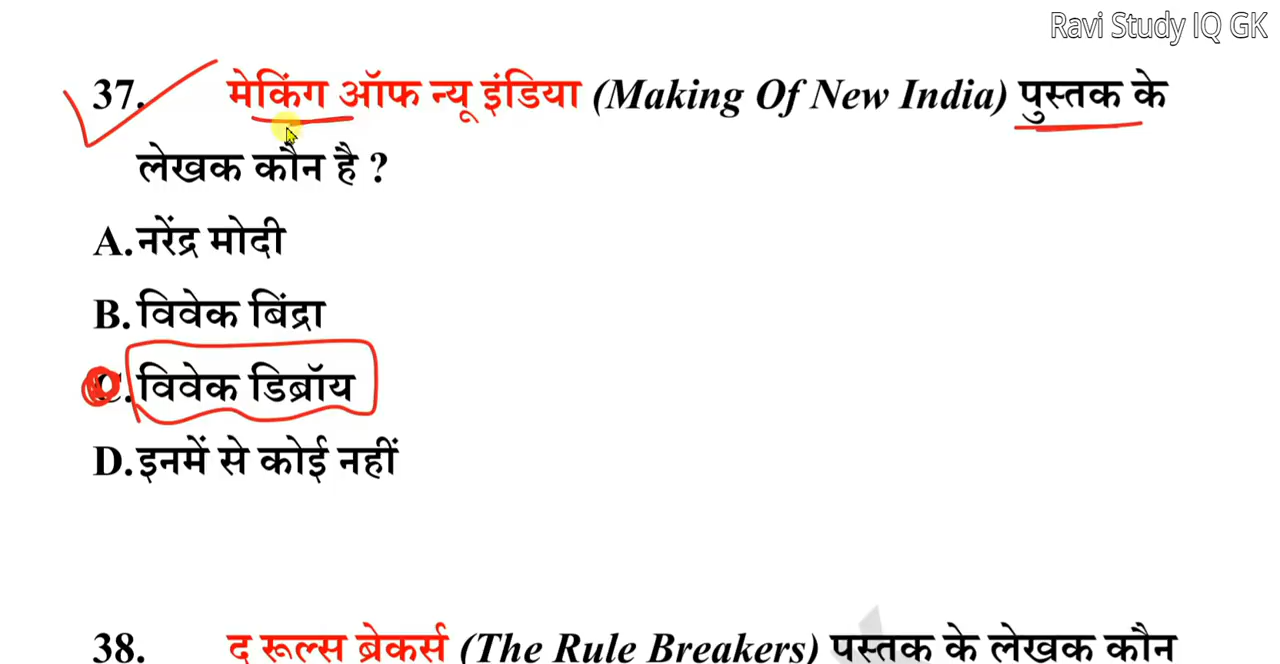 Ravi Study IQ GK
37. मेकिंग ऑफ न्यू इंडिया (Making Of New India) पुस्तक के
लेखक कौन है ?
A.नरेंद्र मोदी
B.विवेक बिंद्रा
C.विवेक डिब्रॉय
D.इनमें से कोई नहीं
38. द रूल्स ब्रेकर्स (The Rule Breakers) पुस्तक के लेखक कौन